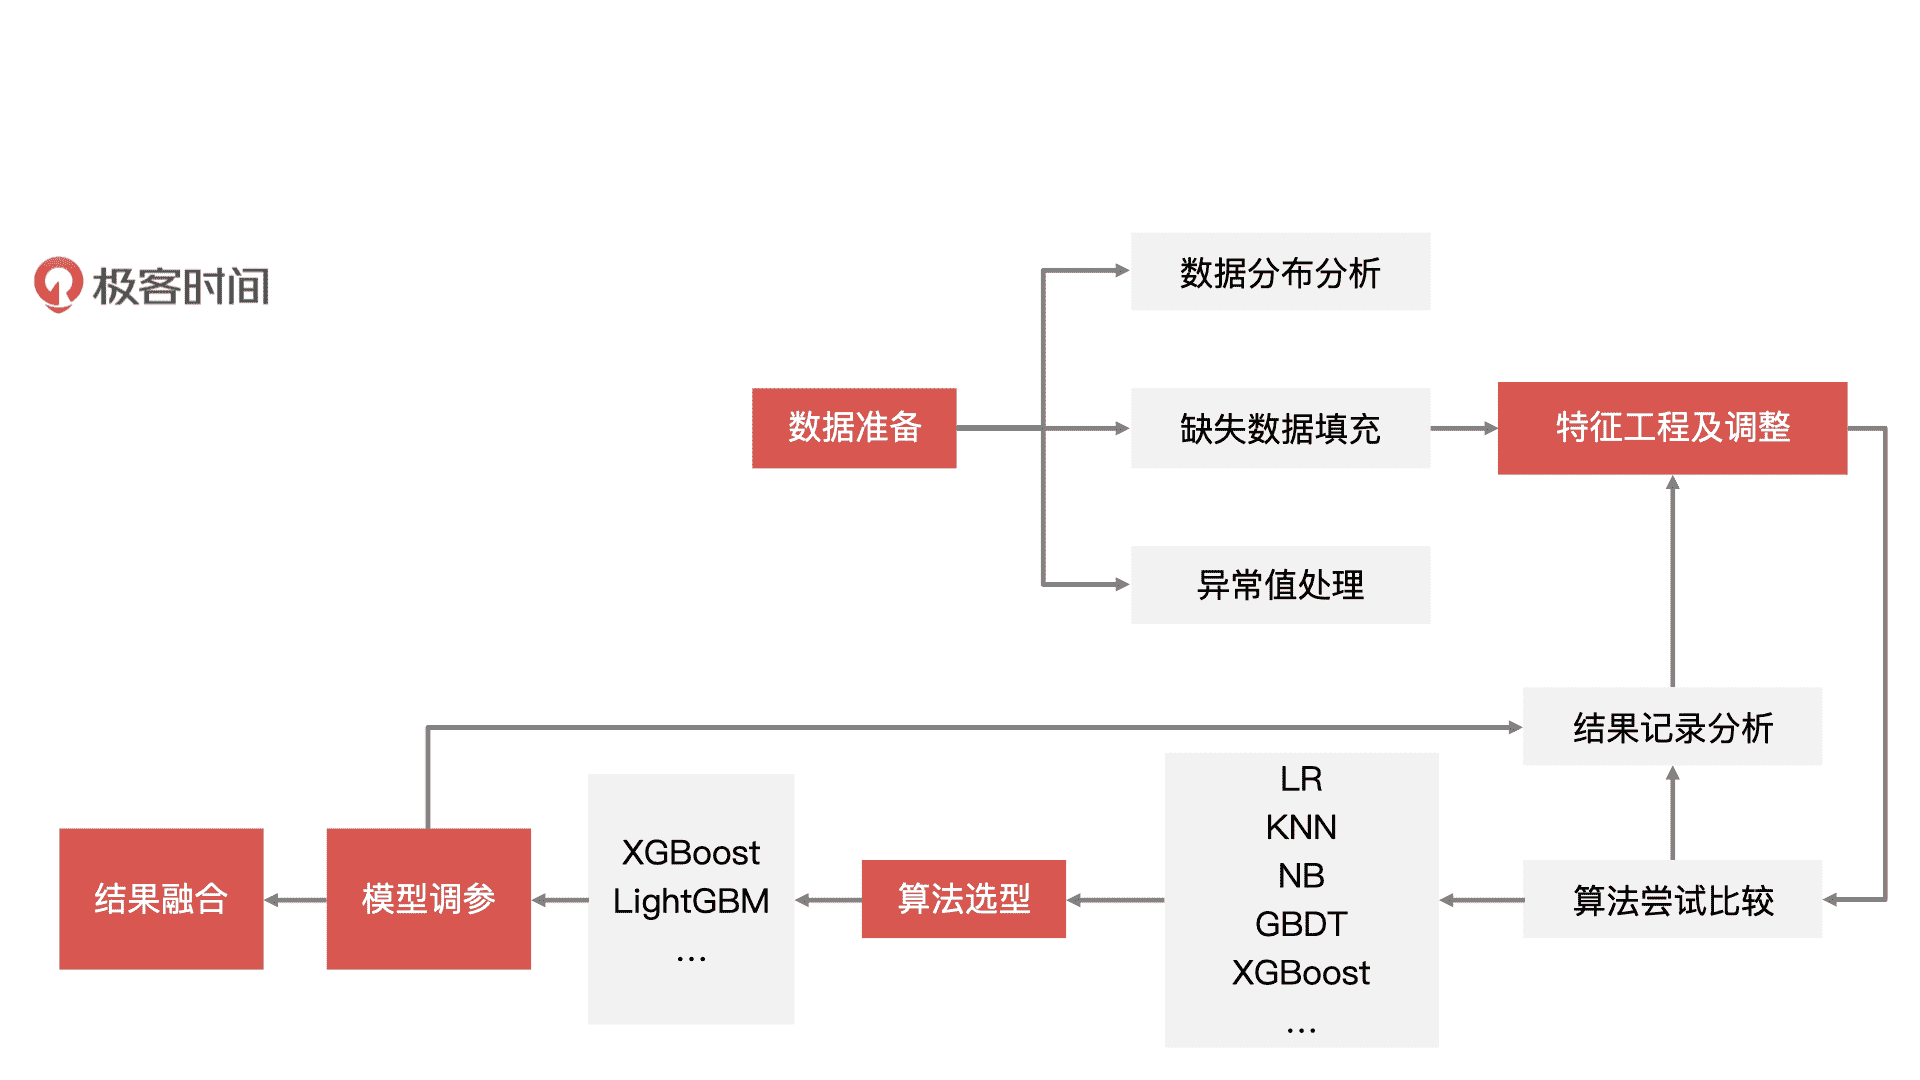 极客时间
数据分布分析
数据准备
缺失数据填充
特征工程及调整
异常值处理
结果记录分析
算法尝试比较
LR
KNN
NB
GBDT
XGBoost
...
算法选型
XGBoost
LightGBM
...
模型调参
结果融合